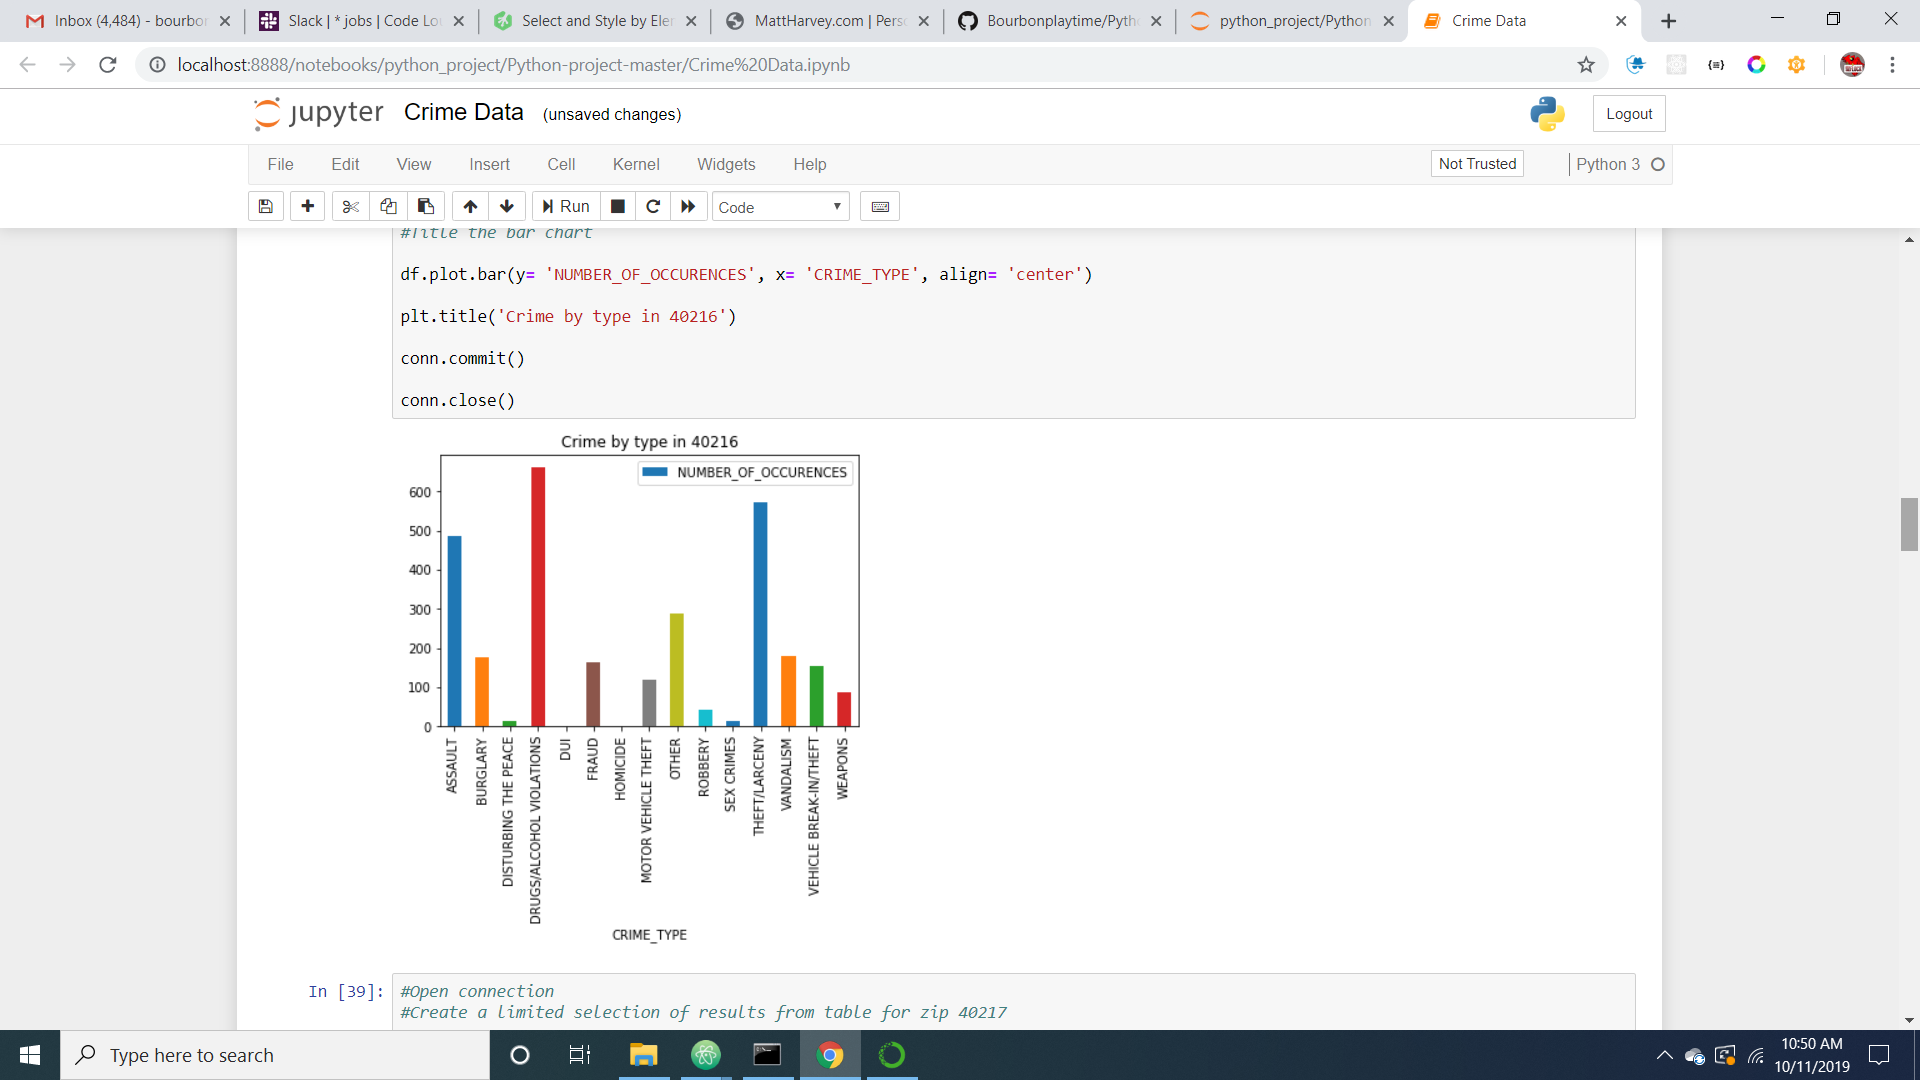 Inbox (4,484) - bourbon
Slack | * jobs | Code Lou
Select and Style by Ele
MattHarvey.com | Perso
Bourbonplaytime/Pytho
python_project/Python
Crime Data
localhost:8888/notebooks/python_project/Python-project-master/Crime%20Data.ipynb
jupyter Crime Data (unsaved changes)
Logout
File Edit View Insert Cell Kernel Widgets Help
Not Trusted
Python 3
Run
Code
#Title the bar chart
df.plot.bar(y= 'NUMBER_OF_OCCURENCES', x= 'CRIME_TYPE', align= 'center')
plt.title('Crime by type in 40216')
conn.commit()
conn.close()
Crime by type in 40216
NUMBER_OF_OCCURENCES
600
500
400
300
200
100
0
ASSAULT
BURGLARY
DISTURBING THE PEACE
DRUGS/ALCOHOL VIOLATIONS
DUI
FRAUD
HOMICIDE
MOTOR VEHICLE THEFT
OTHER
ROBBERY
SEX CRIMES
THEFT/LARCENY
VANDALISM
VEHICLE BREAK-IN/THEFT
WEAPONS
CRIME_TYPE
In [39]:
#Open connection
#Create a limited selection of results from table for zip 40217
Type here to search
10:50 AM
10/11/2019